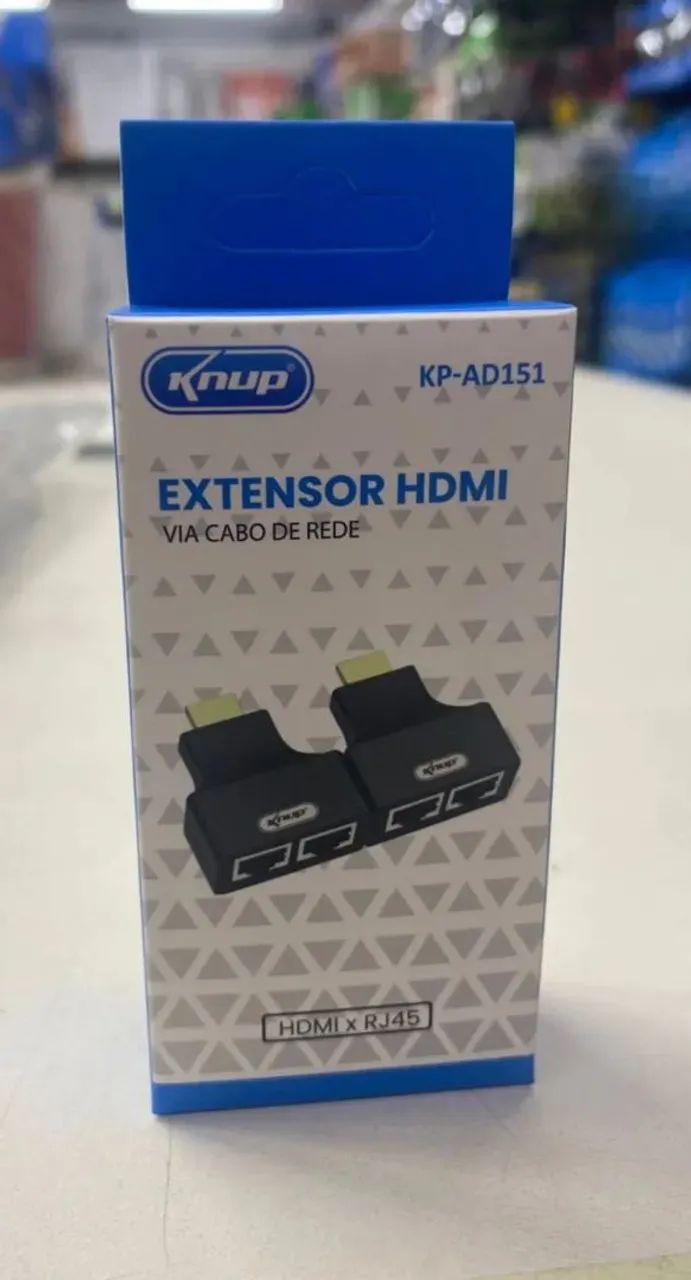 Knup
KP-AD151
EXTENSOR HDMI
VIA CABO DE REDE
Knup
Knup
HDMI x RJ45